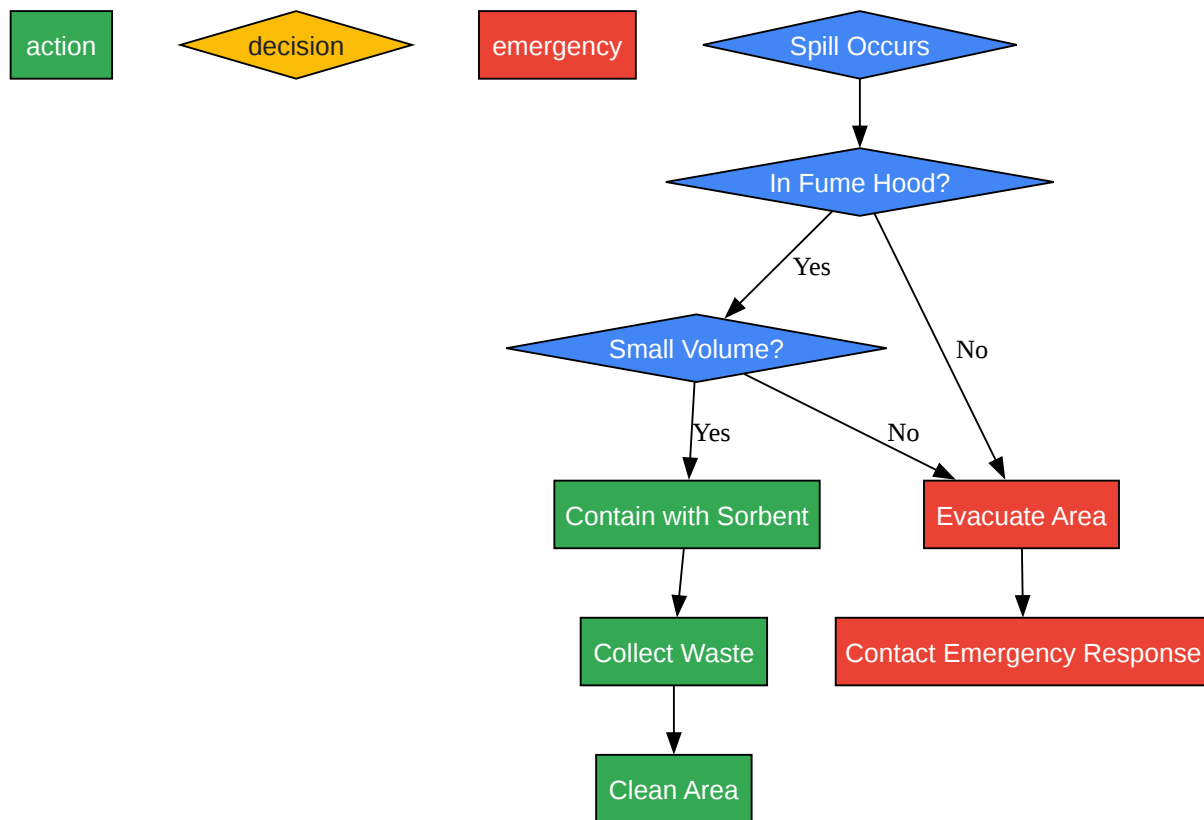 action
decision
emergency
Spill Occurs
In Fume Hood?
Yes
Small Volume?
No
Yes
No
Contain with Sorbent
Evacuate Area
Collect Waste
Contact Emergency Response
Clean Area